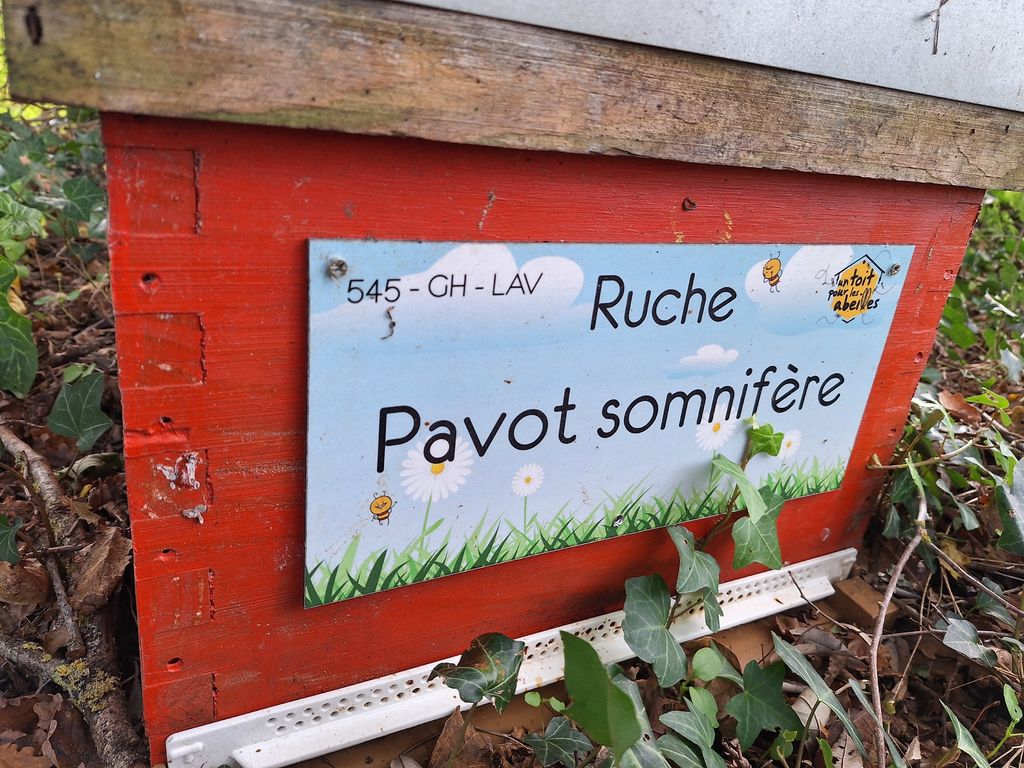 545 - GH - LAV
Ruche
un toit
pour les
abeilles
Pavot somnifère